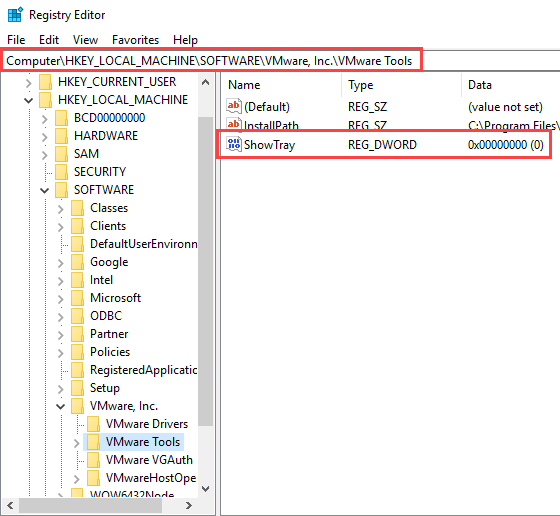 Registry Editor
File Edit View Favorites Help
Computer\HKEY_LOCAL_MACHINE\SOFTWARE\VMware, Inc.\VMware Tools
HKEY_CURRENT_USER
HKEY_LOCAL_MACHINE
BCD00000000
HARDWARE
SAM
SECURITY
SOFTWARE
Classes
Clients
DefaultUserEnvironn
Google
Intel
Microsoft
ODBC
Partner
Policies
RegisteredApplicatio
Setup
VMware, Inc.
VMware Drivers
VMware Tools
VMware VGAuth
VMwareHostOpe
WOW6432Node
Name Type Data
(Default) REG_SZ (value not set)
InstallPath REG_SZ C:\Program Files\
ShowTray REG_DWORD 0x00000000 (0)